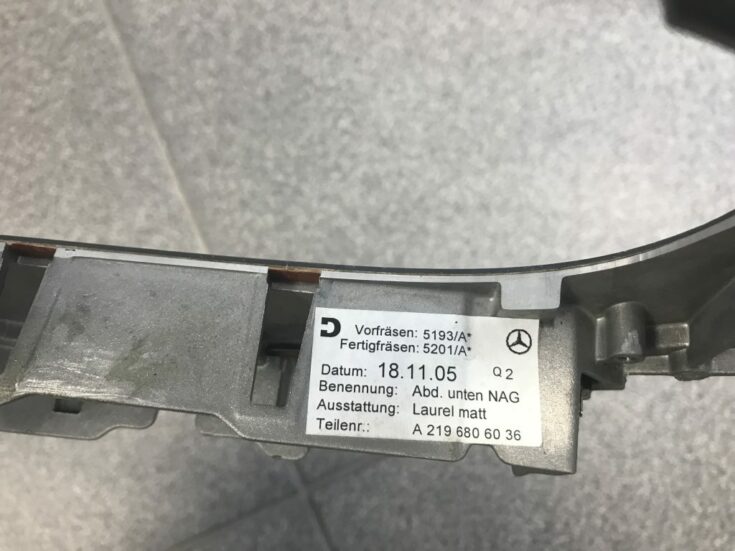 D Vorfräsen: 5193/A*
Fertigfräsen: 5201/A*
Datum: 18.11.05 Q 2
Benennung: Abd. unten NAG
Ausstattung: Laurel matt
Teilenr.: A 219 680 60 36